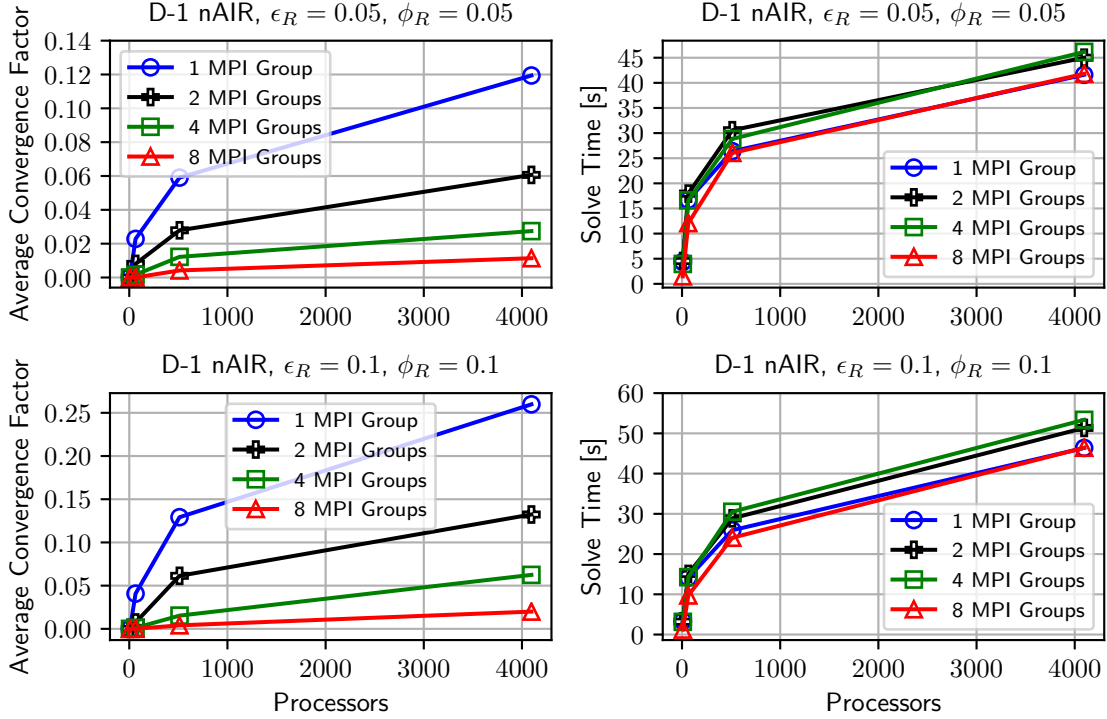 D-1 nAIR, ϵ_R = 0.05, ϕ_R = 0.05
Average Convergence Factor
0.14
0.12
0.10
0.08
0.06
0.04
0.02
0.00
1 MPI Group
2 MPI Groups
4 MPI Groups
8 MPI Groups
0 1000 2000 3000 4000
D-1 nAIR, ϵ_R = 0.05, ϕ_R = 0.05
Solve Time [s]
45
40
35
30
25
20
15
10
5
0
1 MPI Group
2 MPI Groups
4 MPI Groups
8 MPI Groups
0 1000 2000 3000 4000
D-1 nAIR, ϵ_R = 0.1, ϕ_R = 0.1
Average Convergence Factor
0.25
0.20
0.15
0.10
0.05
0.00
1 MPI Group
2 MPI Groups
4 MPI Groups
8 MPI Groups
0 1000 2000 3000 4000
Processors
D-1 nAIR, ϵ_R = 0.1, ϕ_R = 0.1
Solve Time [s]
60
50
40
30
20
10
0
1 MPI Group
2 MPI Groups
4 MPI Groups
8 MPI Groups
0 1000 2000 3000 4000
Processors